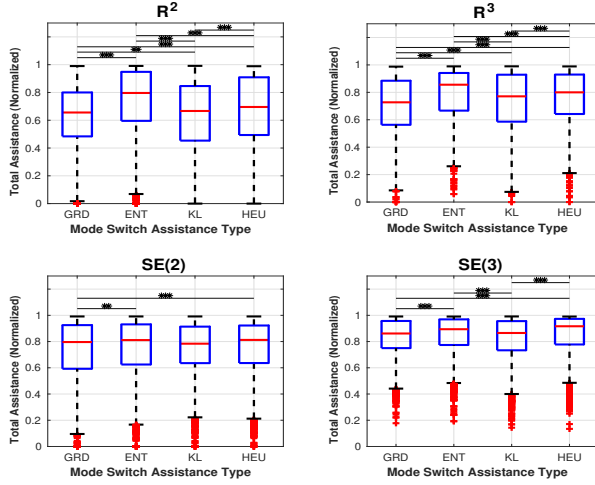 R²
***
***
***
**
***
***
Total Assistance (Normalized)
1
0.8
0.6
0.4
0.2
0
GRD ENT KL HEU
Mode Switch Assistance Type
R³
***
***
***
***
***
***
Total Assistance (Normalized)
1
0.8
0.6
0.4
0.2
0
GRD ENT KL HEU
Mode Switch Assistance Type
SE(2)
***
**
Total Assistance (Normalized)
1
0.8
0.6
0.4
0.2
0
GRD ENT KL HEU
Mode Switch Assistance Type
SE(3)
***
***
***
***
Total Assistance (Normalized)
1
0.8
0.6
0.4
0.2
0
GRD ENT KL HEU
Mode Switch Assistance Type